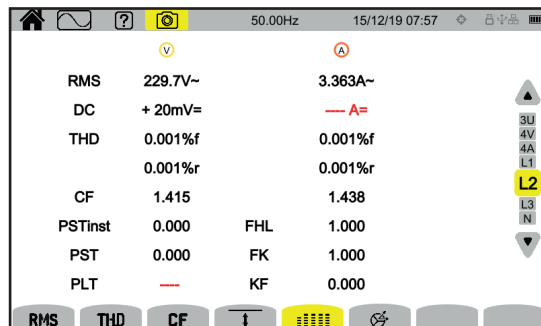 ? 50.00Hz 15/12/19 07:57
V A
RMS 229.7V~ 3.363A~
DC + 20mV= ---- A=
THD 0.001%f 0.001%f
0.001%r 0.001%r
CF 1.415 1.438
PSTinst 0.000 FHL 1.000
PST 0.000 FK 1.000
PLT ---- KF 0.000
3U
4V
4A
L1
L2
L3
N
RMS THD CF